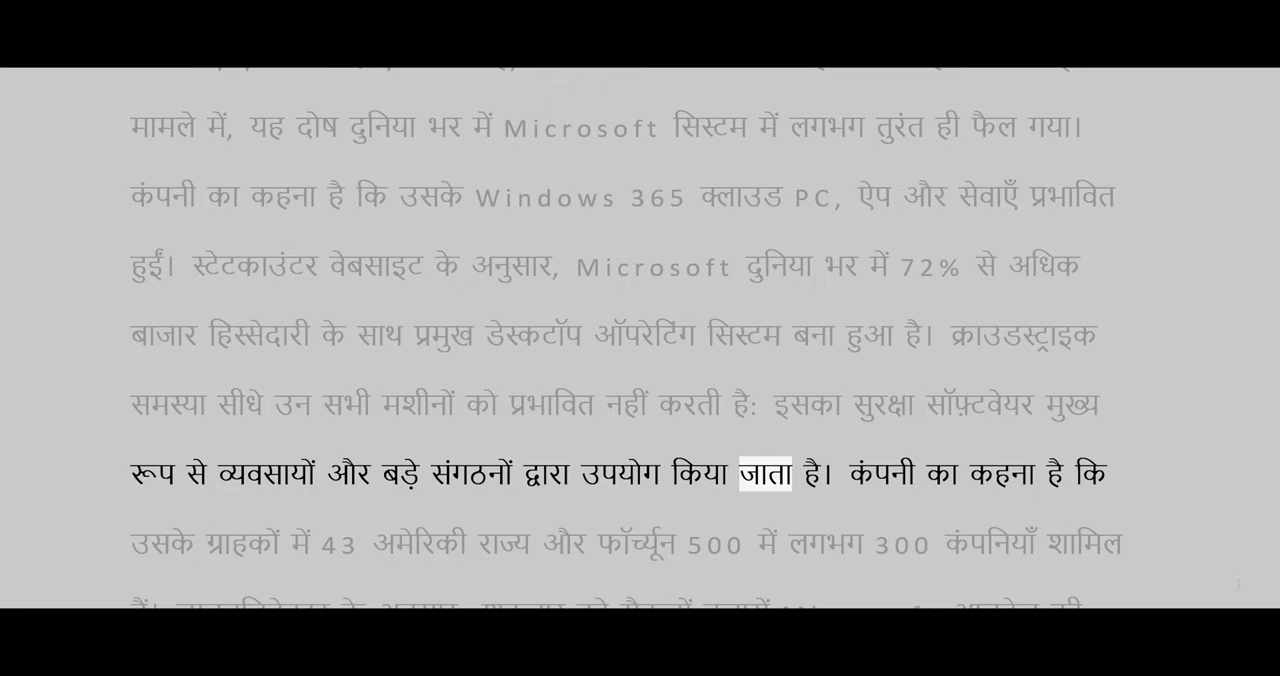 मामले में, यह दोष दुनिया भर में Microsoft सिस्टम में लगभग तुरंत ही फैल गया।
कंपनी का कहना है कि उसके Windows 365 क्लाउड PC, ऐप और सेवाएँ प्रभावित
हुईं। स्टेटकाउंटर वेबसाइट के अनुसार, Microsoft दुनिया भर में 72% से अधिक
बाजार हिस्सेदारी के साथ प्रमुख डेस्कटॉप ऑपरेटिंग सिस्टम बना हुआ है। क्राउडस्ट्राइक
समस्या सीधे उन सभी मशीनों को प्रभावित नहीं करती है: इसका सुरक्षा सॉफ़्टवेयर मुख्य
रूप से व्यवसायों और बड़े संगठनों द्वारा उपयोग किया जाता है। कंपनी का कहना है कि
उसके ग्राहकों में 43 अमेरिकी राज्य और फॉर्च्यून 500 में लगभग 300 कंपनियाँ शामिल